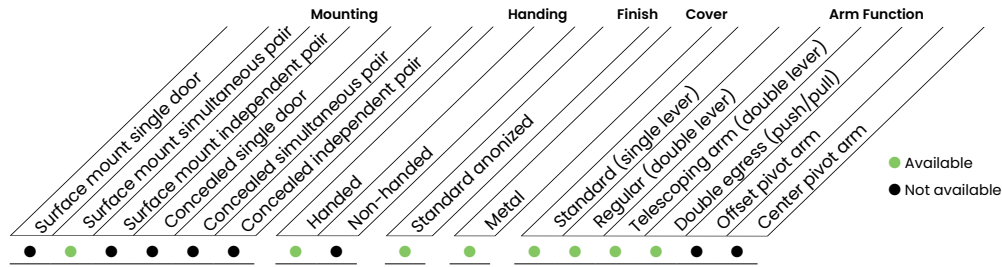 Mounting
Handing
Finish
Cover
Arm Function
Surface mount single door
Surface mount simultaneous pair
Surface mount independent pair
Concealed single door
Concealed simultaneous pair
Concealed independent pair
Handed
Non-handed
Standard anonized
Metal
Standard (single lever)
Regular (double lever)
Telescoping arm (double lever)
Double egress (push/pull)
Offset pivot arm
Center pivot arm
Available
Not available